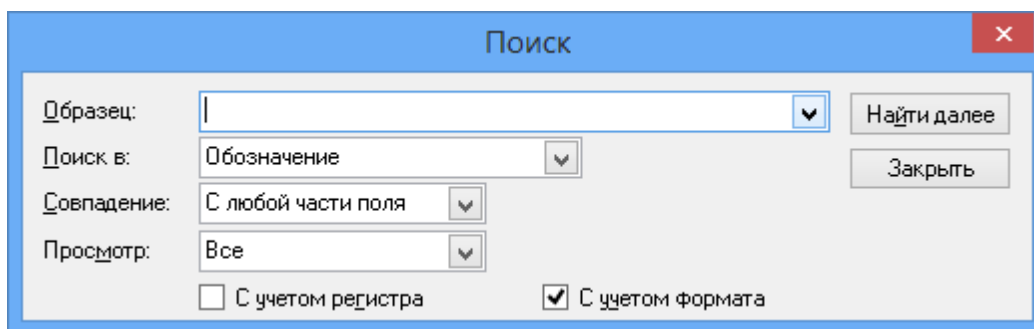 Поиск
Образец:
Найти далее
Поиск в: Обозначение
Закрыть
Совпадение: С любой части поля
Просмотр: Все
С учетом регистра С учетом формата